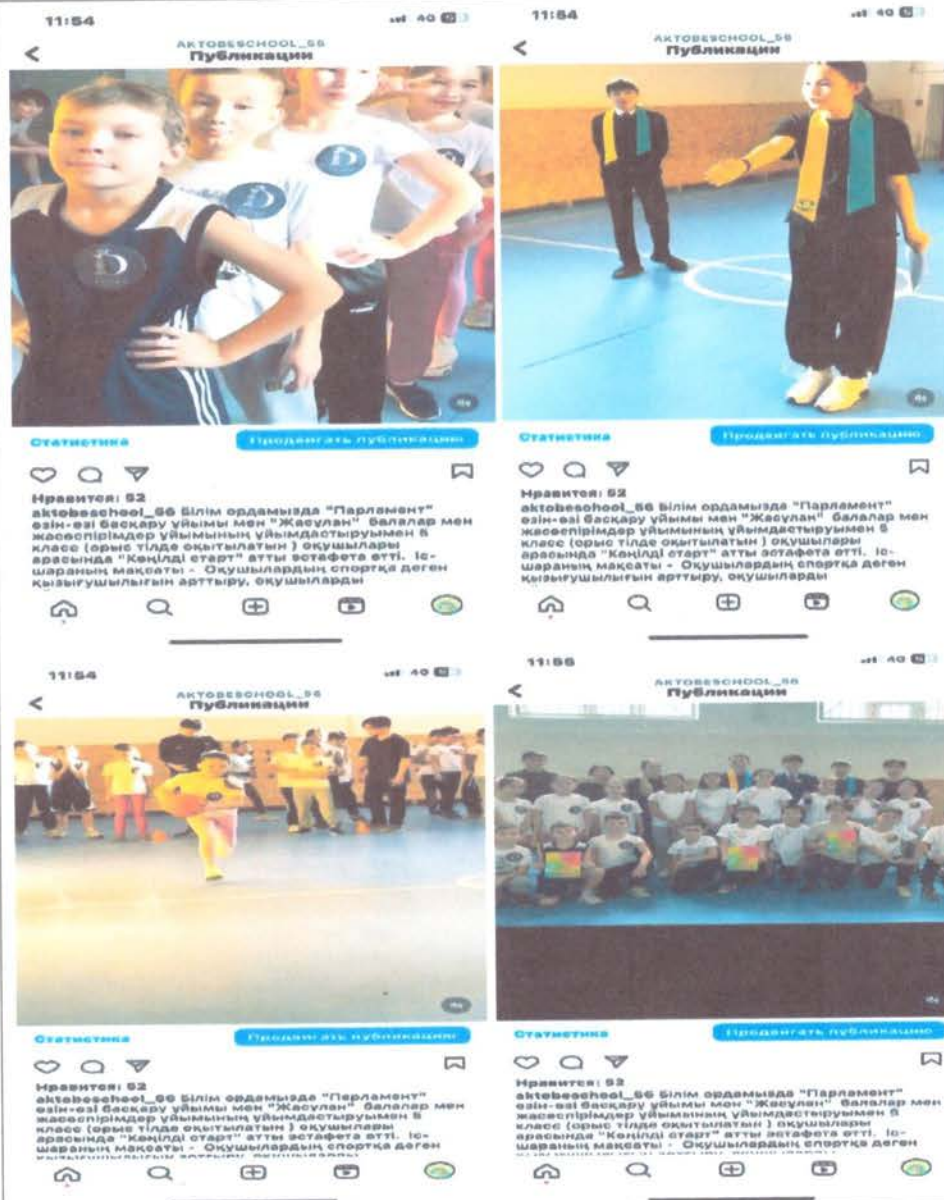 11:54
4G
AKTOBESCHOOL_56
Публикации
Статистика
Продвигать публикацию
Нравится: 52
aktobeschool_56 Білім ордамызда "Парламент"
өзін-өзі басқару ұйымы мен "Жасұлан" балалар мен
жасөспірімдер ұйымының ұйымдастыруымен 5
класс (орыс тілде оқытылатын ) оқушылары
арасында "Көңілді старт" атты эстафета өтті. Іс-
шараның мақсаты - Оқушылардың спортқа деген
қызығушылығын арттыру, оқушыларды
11:54
4G
AKTOBESCHOOL_56
Публикации
Статистика
Продвигать публикацию
Нравится: 52
aktobeschool_56 Білім ордамызда "Парламент"
өзін-өзі басқару ұйымы мен "Жасұлан" балалар мен
жасөспірімдер ұйымының ұйымдастыруымен 5
класс (орыс тілде оқытылатын ) оқушылары
арасында "Көңілді старт" атты эстафета өтті. Іс-
шараның мақсаты - Оқушылардың спортқа деген
қызығушылығын арттыру, оқушыларды
11:54
4G
AKTOBESCHOOL_56
Публикации
Статистика
Продвигать публикацию
Нравится: 52
aktobeschool_56 Білім ордамызда "Парламент"
өзін-өзі басқару ұйымы мен "Жасұлан" балалар мен
жасөспірімдер ұйымының ұйымдастыруымен 5
класс (орыс тілде оқытылатын ) оқушылары
арасында "Көңілді старт" атты эстафета өтті. Іс-
шараның мақсаты - Оқушылардың спортқа деген
11:55
4G
AKTOBESCHOOL_56
Публикации
Статистика
Продвигать публикацию
Нравится: 52
aktobeschool_56 Білім ордамызда "Парламент"
өзін-өзі басқару ұйымы мен "Жасұлан" балалар мен
жасөспірімдер ұйымының ұйымдастыруымен 5
класс (орыс тілде оқытылатын ) оқушылары
арасында "Көңілді старт" атты эстафета өтті. Іс-
шараның мақсаты - Оқушылардың спортқа деген